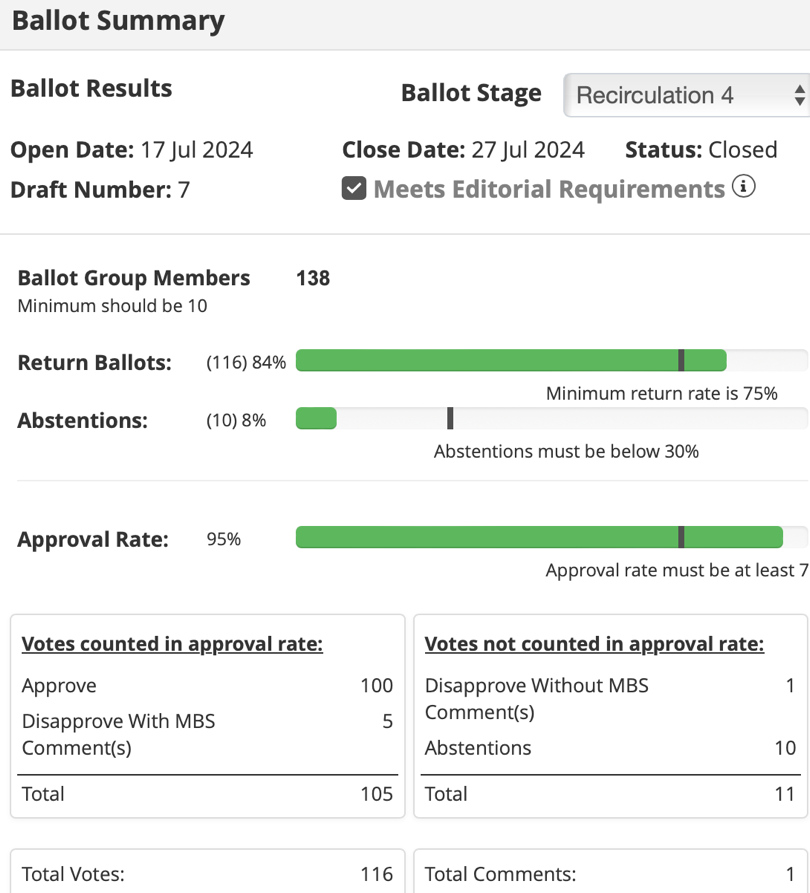 Ballot Summary
Ballot Results
Ballot Stage Recirculation 4
Open Date: 17 Jul 2024 Close Date: 27 Jul 2024 Status: Closed
Draft Number: 7 Meets Editorial Requirements
Ballot Group Members 138
Minimum should be 10
Return Ballots: (116) 84%
Minimum return rate is 75%
Abstentions: (10) 8%
Abstentions must be below 30%
Approval Rate: 95%
Approval rate must be at least 7
Votes counted in approval rate:
Approve 100
Disapprove With MBS
Comment(s) 5
Total 105
Votes not counted in approval rate:
Disapprove Without MBS 1
Comment(s)
Abstentions 10
Total 11
Total Votes: 116
Total Comments: 1